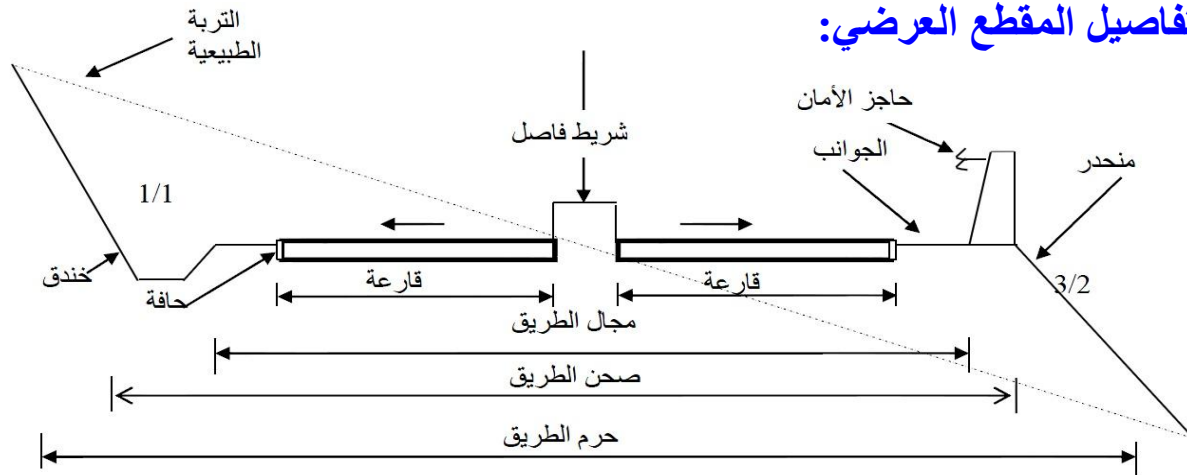 تفاصيل المقطع العرضي:
التربة
الطبيعية
حاجز الأمان
شريط فاصل
الجوانب
منحدر
1/1
خندق
حافة
قارعة
قارعة
3/2
مجال الطريق
صحن الطريق
حرم الطريق